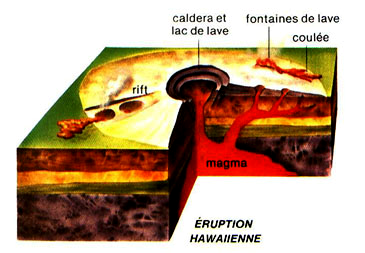 caldera et
lac de lave
fontaines de lave
coulée
rift
magma
ÉRUPTION
HAWAIIENNE